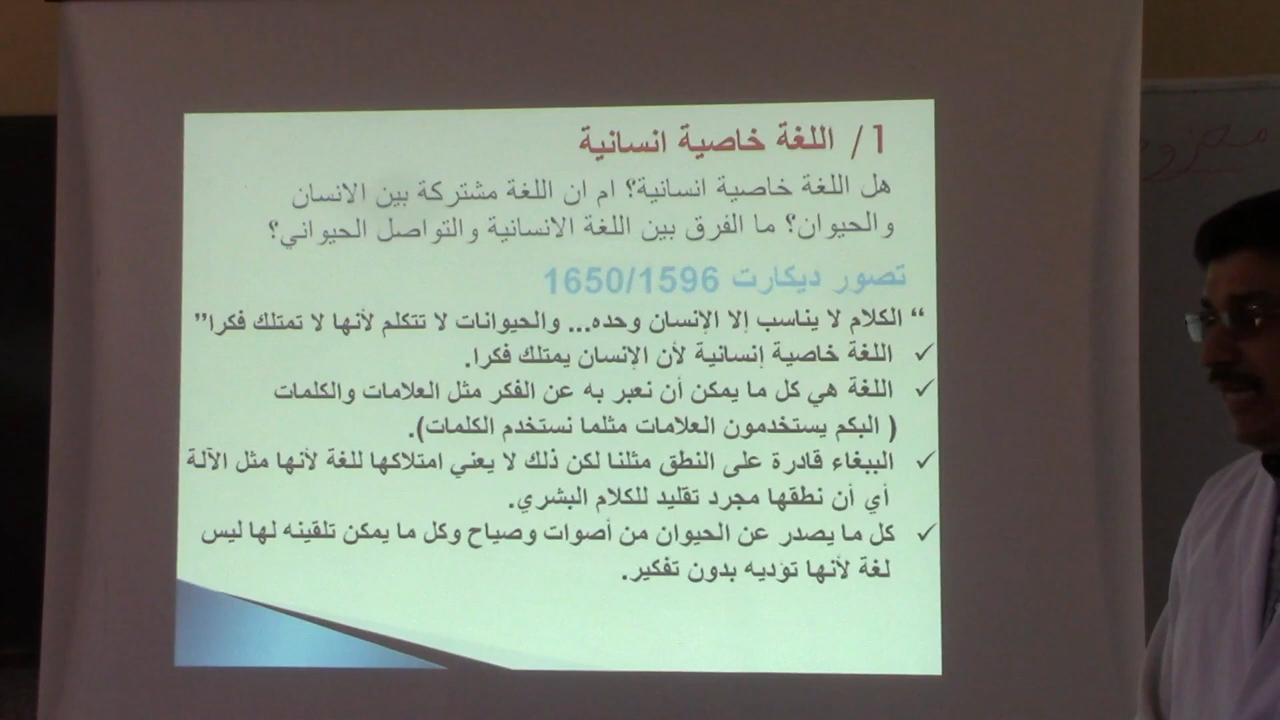 1/ اللغة خاصية انسانية
هل اللغة خاصية انسانية؟ ام ان اللغة مشتركة بين الانسان
والحيوان؟ ما الفرق بين اللغة الانسانية والتواصل الحيواني؟
تصور ديكارت 1650/1596
“ الكلام لا يناسب إلا الإنسان وحده... والحيوانات لا تتكلم لأنها لا تمتلك فكرا”
✓ اللغة خاصية إنسانية لأن الإنسان يمتلك فكرا.
✓ اللغة هي كل ما يمكن أن نعبر به عن الفكر مثل العلامات والكلمات
( البكم يستخدمون العلامات مثلما نستخدم الكلمات).
✓ الببغاء قادرة على النطق مثلنا لكن ذلك لا يعني امتلاكها للغة لأنها مثل الآلة
أي أن نطقها مجرد تقليد للكلام البشري.
✓ كل ما يصدر عن الحيوان من أصوات وصياح وكل ما يمكن تلقينه لها ليس
لغة لأنها تؤديه بدون تفكير.